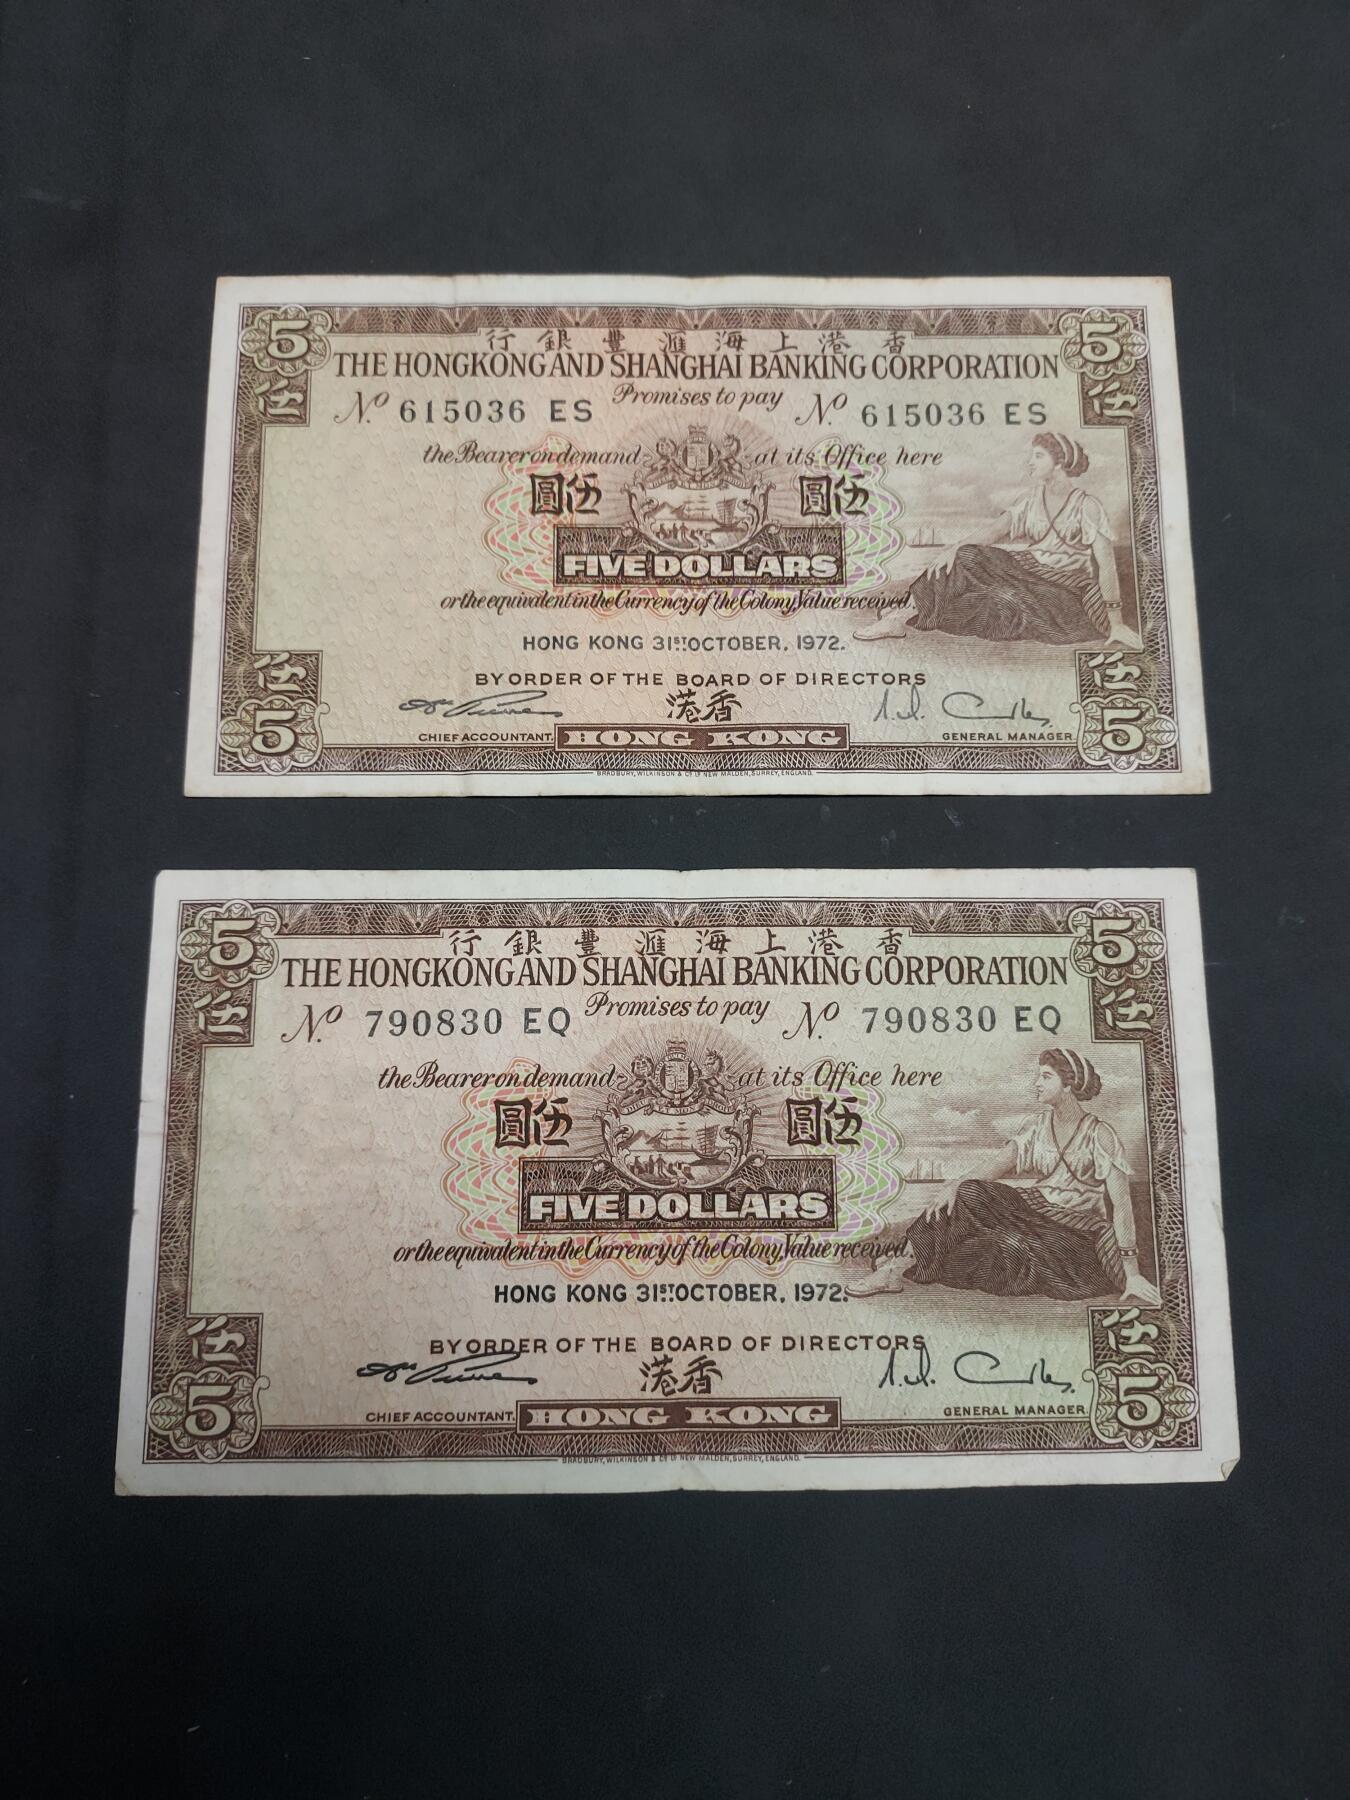 5 5
行銀豐滙海上港香
THE HONGKONG AND SHANGHAI BANKING CORPORATION
伍 伍
Promises to pay
No. 615036 ES No. 615036 ES
the Bearer on demand at its Office here
圓伍 圓伍
FIVE DOLLARS
or the equivalent in the Currency of the Colony, Value received.
HONG KONG 31ST OCTOBER, 1972.
BY ORDER OF THE BOARD OF DIRECTORS
伍 伍
港香
5 5
CHIEF ACCOUNTANT. HONG KONG GENERAL MANAGER.
BRADBURY, WILKINSON & Co. Ld NEW MALDEN, SURREY, ENGLAND.
5 5
行銀豐滙海上港香
THE HONGKONG AND SHANGHAI BANKING CORPORATION
伍 伍
Promises to pay
No. 790830 EQ No. 790830 EQ
the Bearer on demand at its Office here
圓伍 圓伍
FIVE DOLLARS
or the equivalent in the Currency of the Colony, Value received.
HONG KONG 31ST OCTOBER, 1972.
BY ORDER OF THE BOARD OF DIRECTORS
伍 伍
港香
5 5
CHIEF ACCOUNTANT. HONG KONG GENERAL MANAGER.
BRADBURY, WILKINSON & Co. Ld NEW MALDEN, SURREY, ENGLAND.